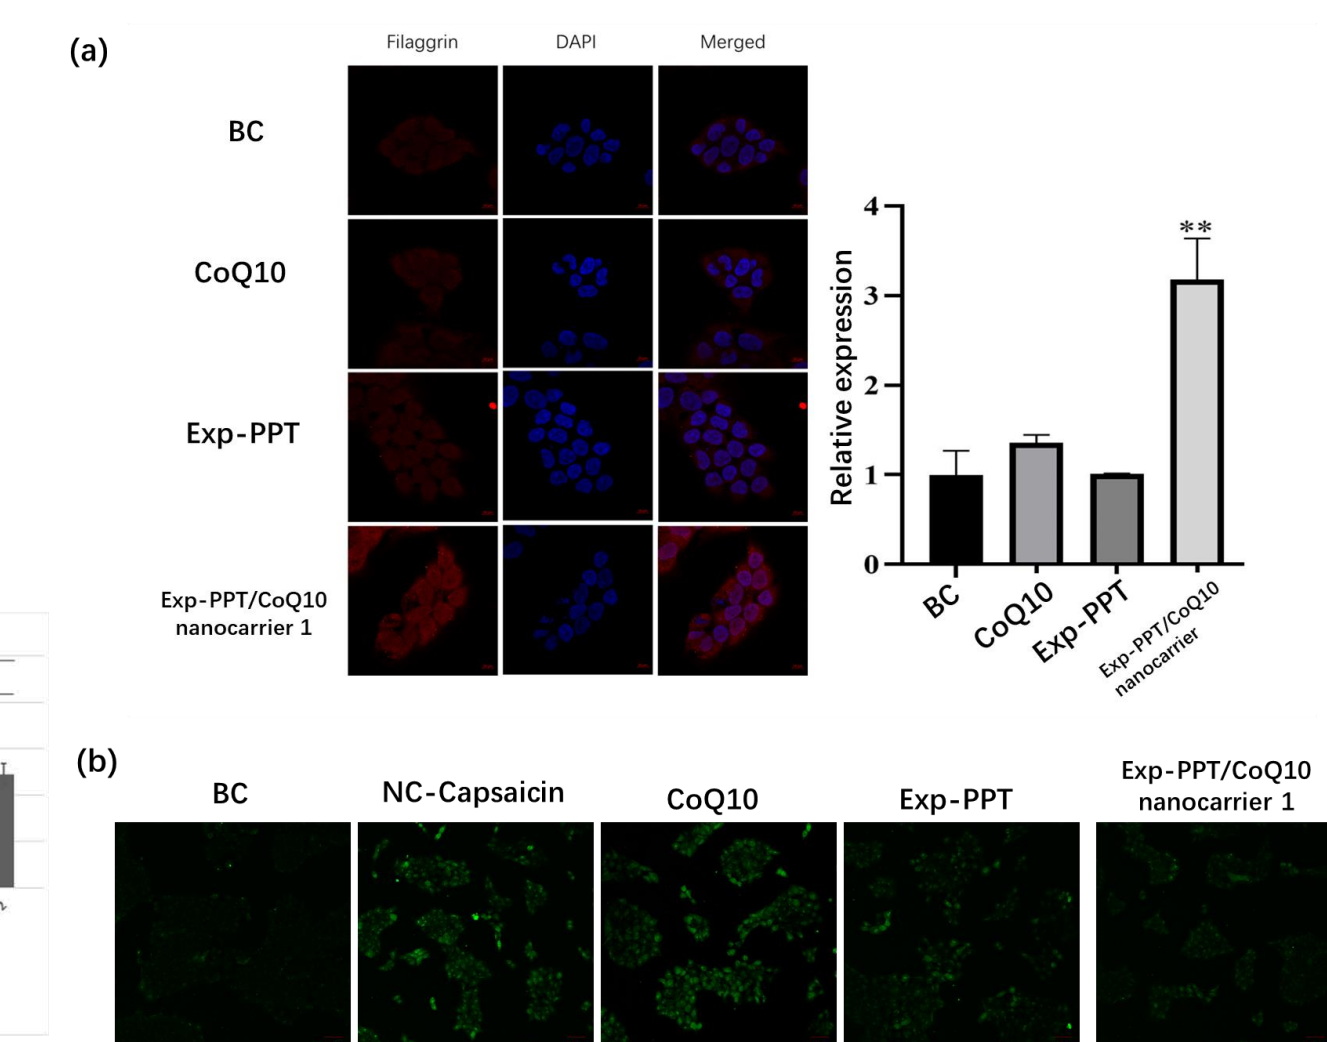 (a)
Filaggrin DAPI Merged
BC
CoQ10
Exp-PPT
Exp-PPT/CoQ10
nanocarrier 1
Relative expression
4
**
3
2
1
0
BC
CoQ10
Exp-PPT
Exp-PPT/CoQ10
nanocarrier
(b)
BC
NC-Capsaicin
CoQ10
Exp-PPT
Exp-PPT/CoQ10
nanocarrier 1